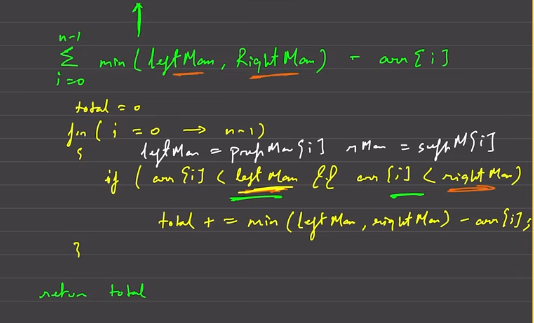 n-1
Σ min(leftMax, RightMax) - arr[i]
i=0
total = 0
for( i = 0 → n-1)
{ leftMax = prefMax[i] rMax = suffM[i]
if ( arr[i] < leftMax && arr[i] < rightMax)
total += min(leftMax, rightMax) - arr[i];
}
return total